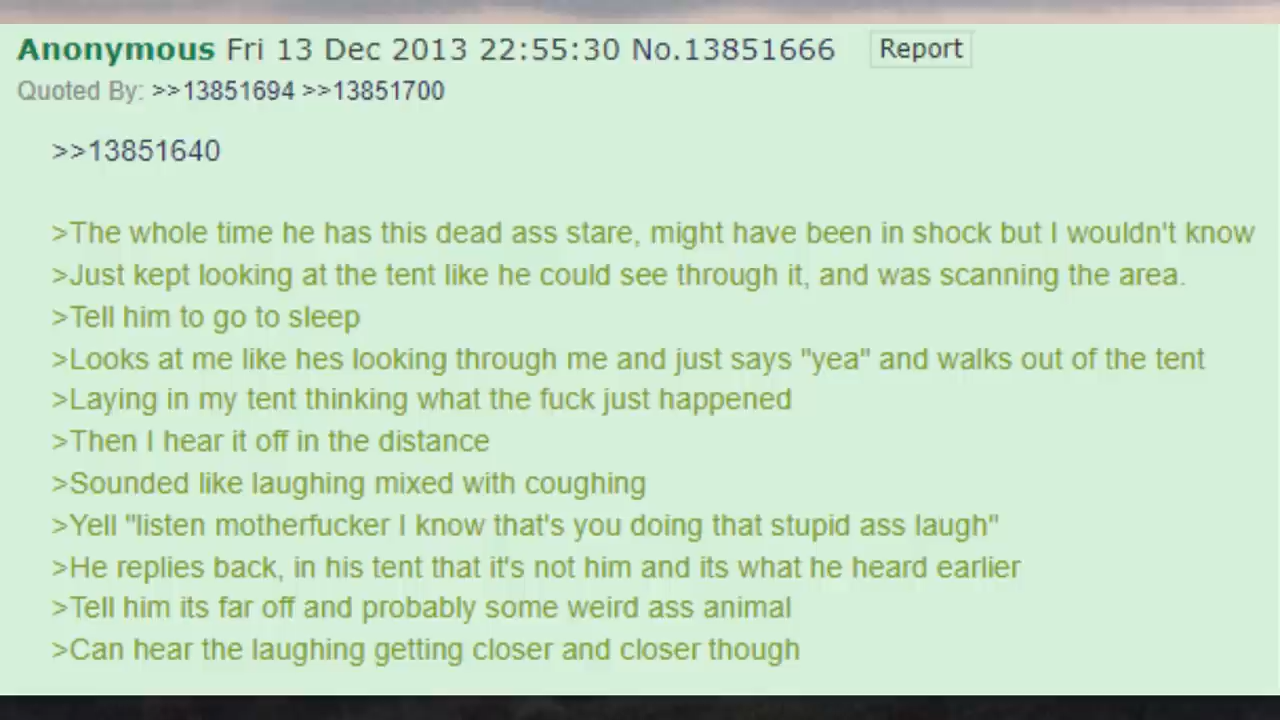 Anonymous Fri 13 Dec 2013 22:55:30 No.13851666 Report
Quoted By: >>13851694 >>13851700
>>13851640
>The whole time he has this dead ass stare, might have been in shock but I wouldn't know
>Just kept looking at the tent like he could see through it, and was scanning the area.
>Tell him to go to sleep
>Looks at me like hes looking through me and just says "yea" and walks out of the tent
>Laying in my tent thinking what the fuck just happened
>Then I hear it off in the distance
>Sounded like laughing mixed with coughing
>Yell "listen motherfucker I know that's you doing that stupid ass laugh"
>He replies back, in his tent that it's not him and its what he heard earlier
>Tell him its far off and probably some weird ass animal
>Can hear the laughing getting closer and closer though